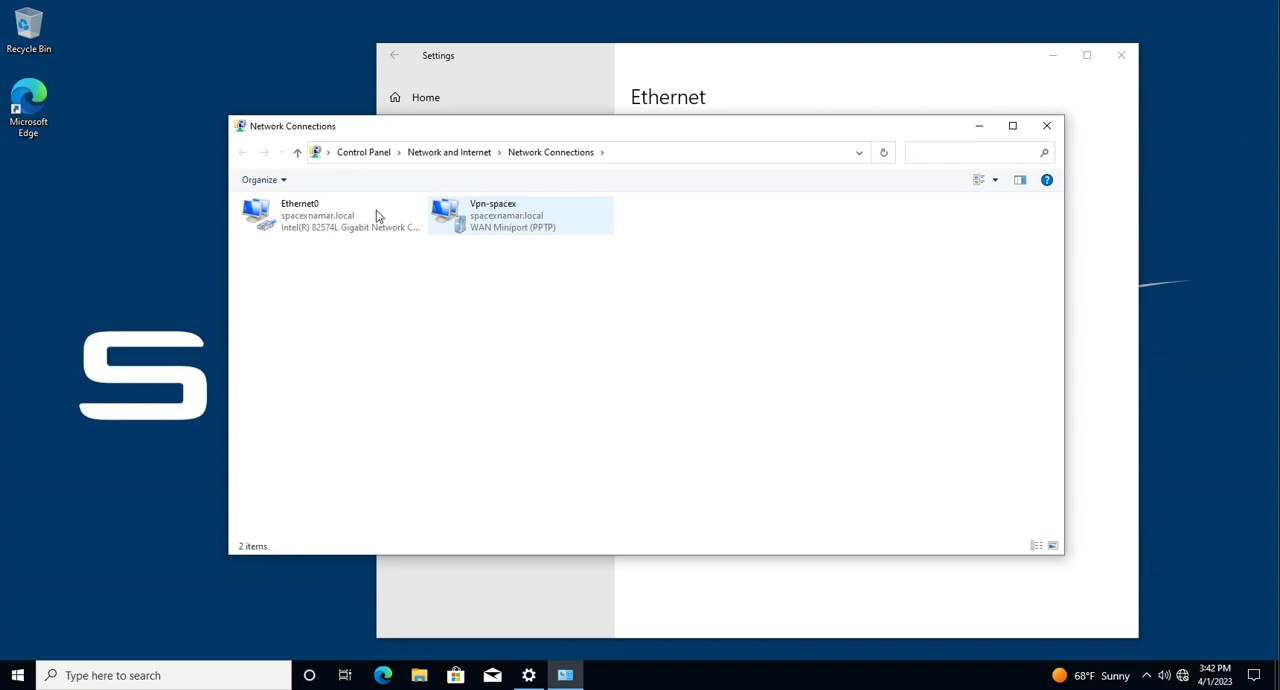 Recycle Bin
Microsoft
Edge
Settings
Home
Ethernet
Network Connections
Control Panel
Network and Internet
Network Connections
Organize
Ethernet0
spacexnamar.local
Intel(R) 82574L Gigabit Network C...
Vpn-spacex
spacexnamar.local
WAN Miniport (PPTP)
S
2 items
Type here to search
68°F Sunny
3:42 PM
4/1/2023